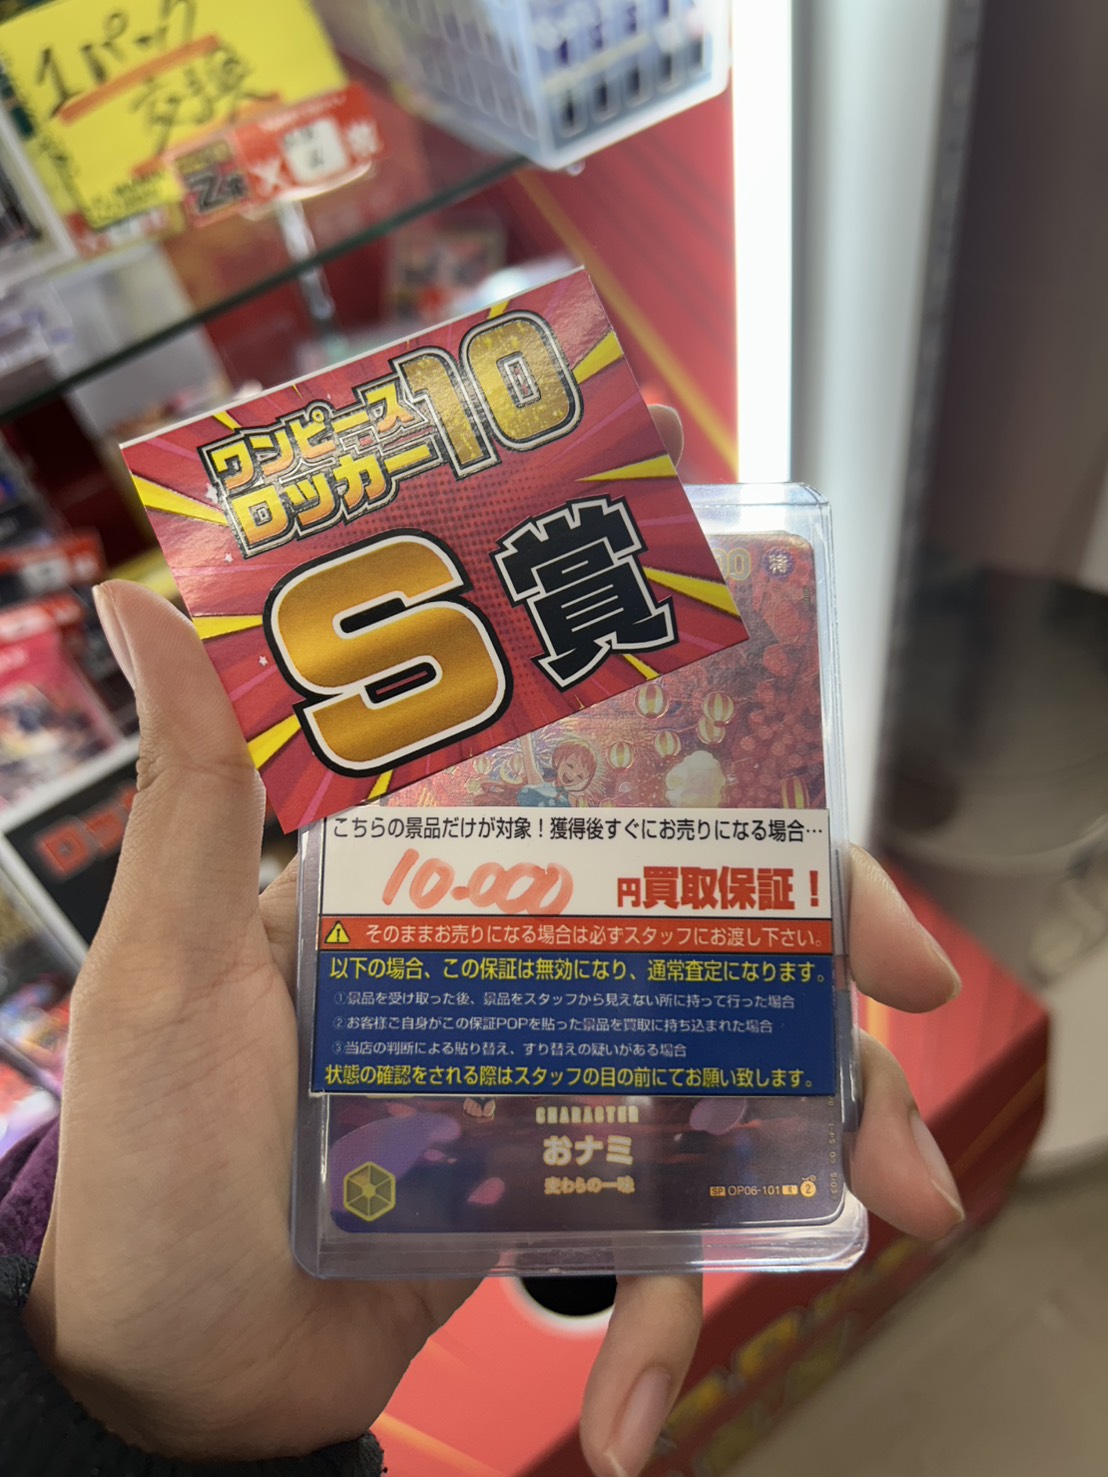 1パック
交換
ワンピース
ロッカー10
S賞
こちらの景品だけが対象！獲得後すぐにお売りになる場合…
10.000 円買取保証！
そのままお売りになる場合は必ずスタッフにお渡し下さい。
以下の場合、この保証は無効になり、通常査定になります。
①景品を受け取った後、景品をスタッフから見えない所に持って行った場合
②お客様ご自身がこの保証POPを貼った景品を買取に持ち込まれた場合
③当店の判断による貼り替え、すり替えの疑いがある場合
状態の確認をされる際はスタッフの目の前にてお願い致します。
CHARACTER
おナミ
麦わらの一味
SP OP06-101 R 2